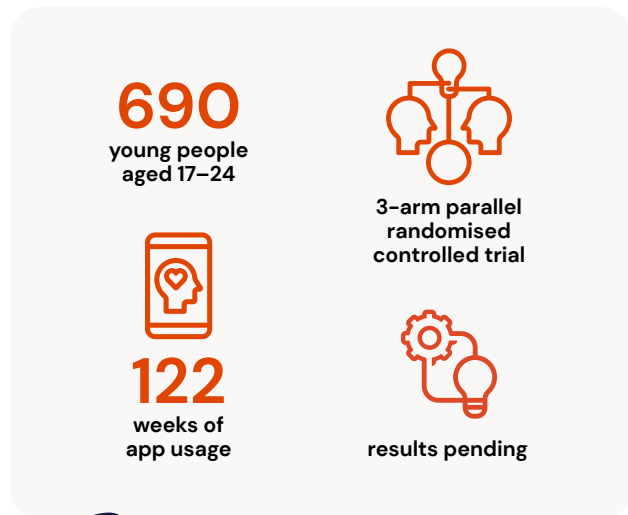 690
young people
aged 17–24
3-arm parallel
randomised
controlled trial
122
weeks of
app usage
results pending